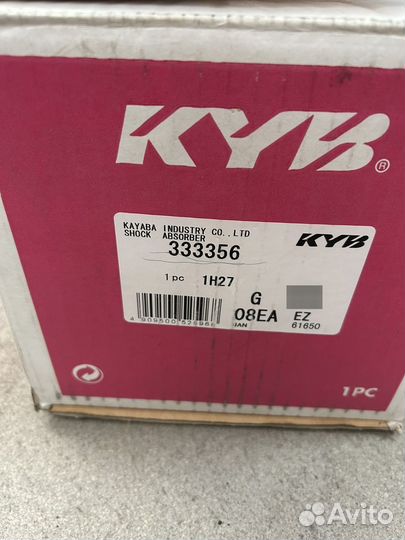 KYB®
KAYABA INDUSTRY CO.,LTD
SHOCK ABSORBER
KYB
333356
1pc 1H27
G
08EA EZ
61650
1PC
Avito